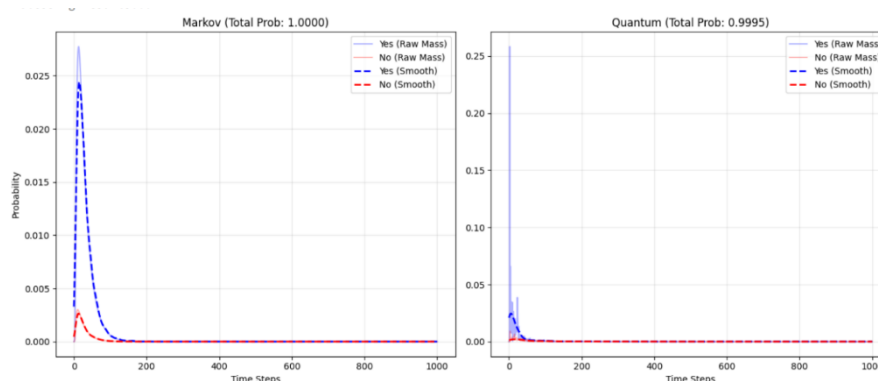 Markov (Total Prob: 1.0000)
Yes (Raw Mass)
No (Raw Mass)
Yes (Smooth)
No (Smooth)
Probability
0.025
0.020
0.015
0.010
0.005
0.000
0
200
400
600
800
1000
Time Steps
Quantum (Total Prob: 0.9995)
Yes (Raw Mass
No (Raw Mass
Yes (Smooth)
No (Smooth)
0.25
0.20
0.15
0.10
0.05
0.00
0
200
400
600
800
Time Steps